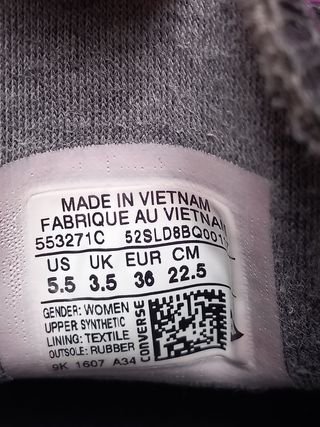 MADE IN VIETNAM
FABRIQUE AU VIETNAM
553271C 52SLD8BQ001
US UK EUR CM
5.5 3.5 36 22.5
GENDER: WOMEN
UPPER SYNTHETIC
LINING: TEXTILE
OUTSOLE: RUBBER
9K 1607 A34
CONVERSE